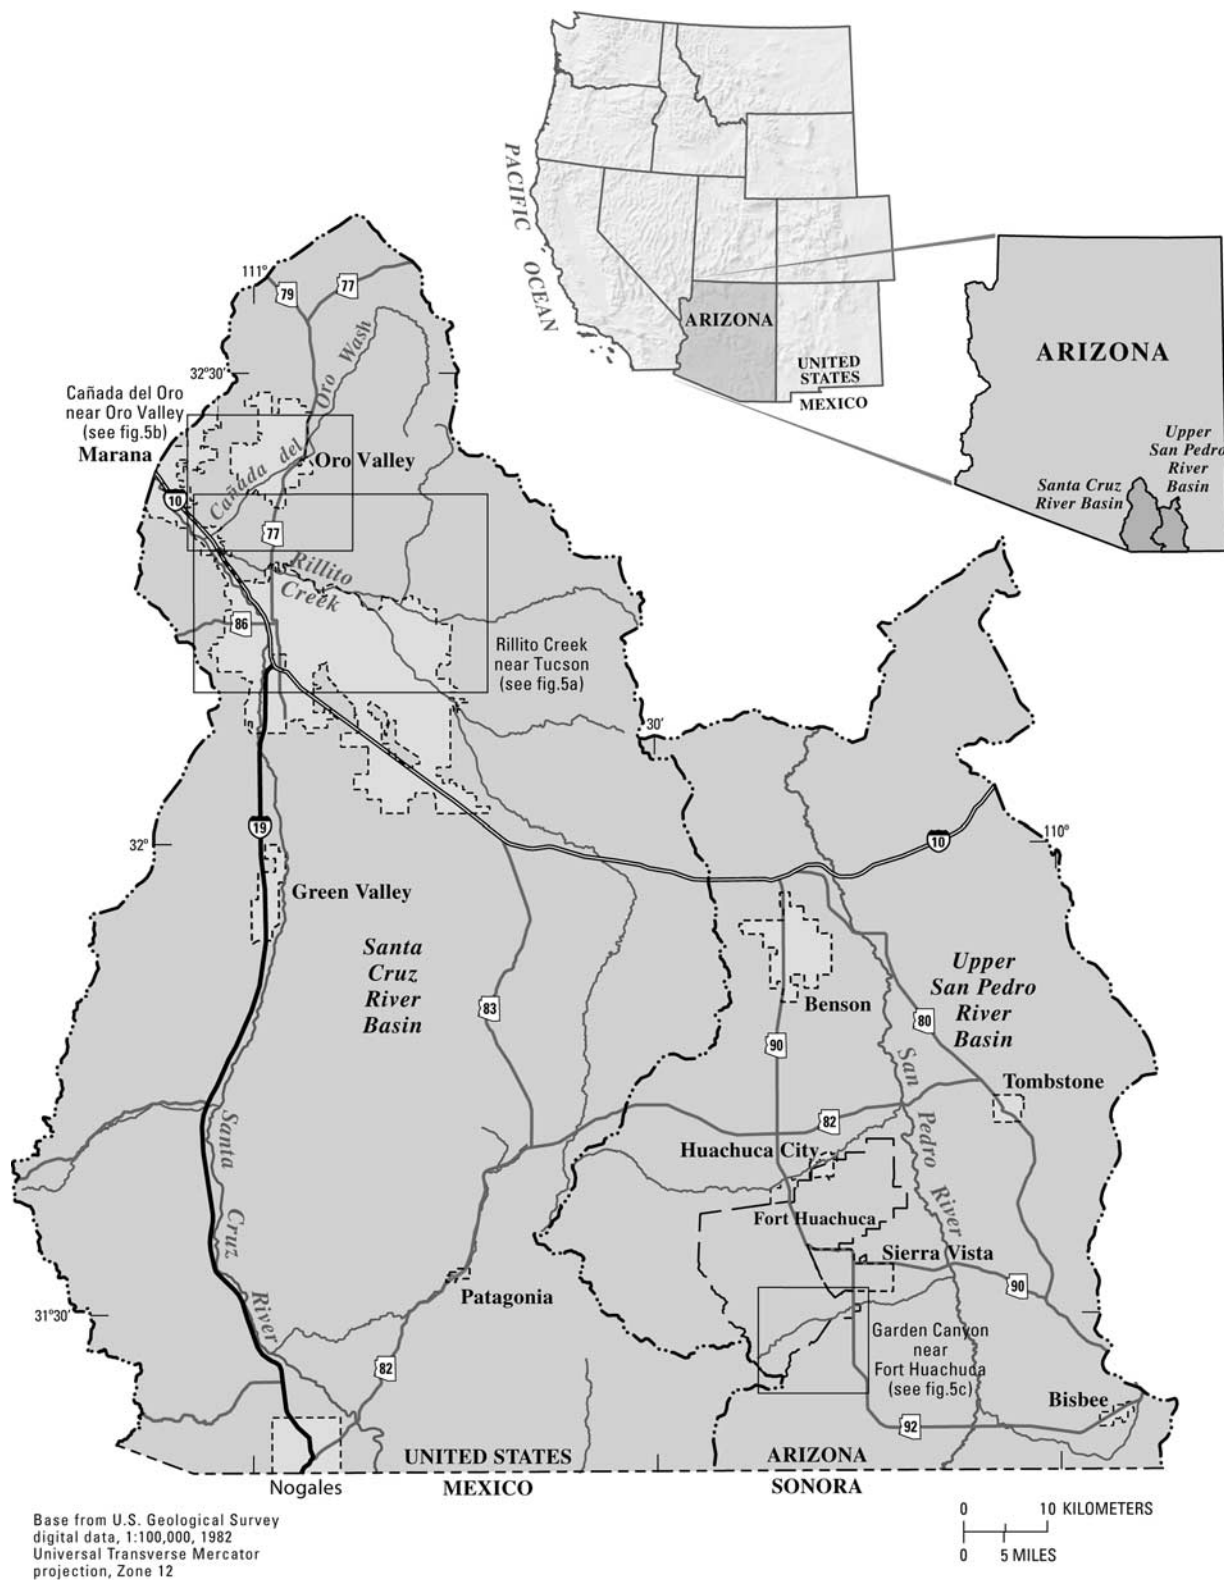 PACIFIC OCEAN
ARIZONA
UNITED
STATES
MEXICO
ARIZONA
Upper
San Pedro
River
Basin
Santa Cruz
River Basin
111°
79
77
32°30'
Cañada del Oro
near Oro Valley
(see fig.5b)
Marana
Cañada del Oro Wash
Oro Valley
10
77
Rillito
Creek
86
Rillito Creek
near Tucson
(see fig.5a)
30'
19
32°
10
110°
Green Valley
Santa
Cruz
River
Basin
83
Benson
Upper
San Pedro
River
Basin
80
90
San Pedro River
Tombstone
82
Huachuca City
Santa Cruz River
Fort Huachuca
Sierra Vista
90
Patagonia
31°30'
Garden Canyon
near
Fort Huachuca
(see fig.5c)
82
Bisbee
92
UNITED STATES
ARIZONA
Nogales
MEXICO
SONORA
Base from U.S. Geological Survey
digital data, 1:100,000, 1982
Universal Transverse Mercator
projection, Zone 12
0 10 KILOMETERS
0 5 MILES